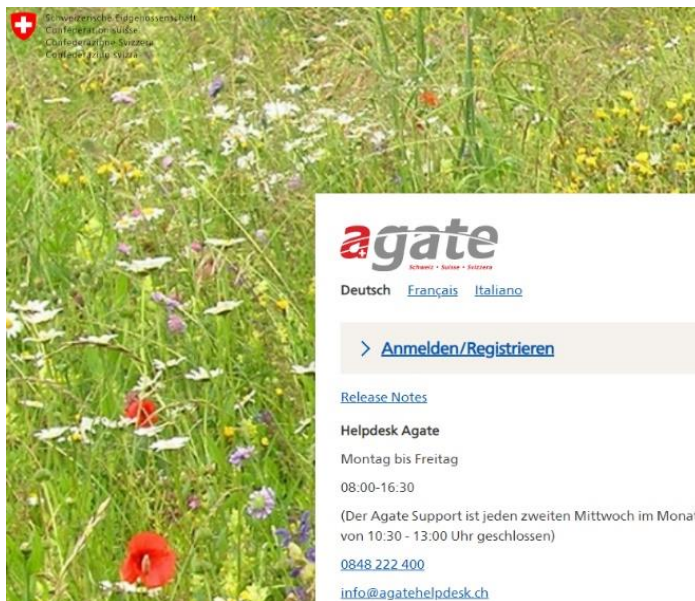 Schweizerische Eidgenossenschaft
Confédération suisse
Confederazione Svizzera
Confederaziun svizra
agate
Schweiz • Suisse • Svizzera
Deutsch Français Italiano
> Anmelden/Registrieren
Release Notes
Helpdesk Agate
Montag bis Freitag
08:00-16:30
(Der Agate Support ist jeden zweiten Mittwoch im Monat
von 10:30 - 13:00 Uhr geschlossen)
0848 222 400
info@agatehelpdesk.ch